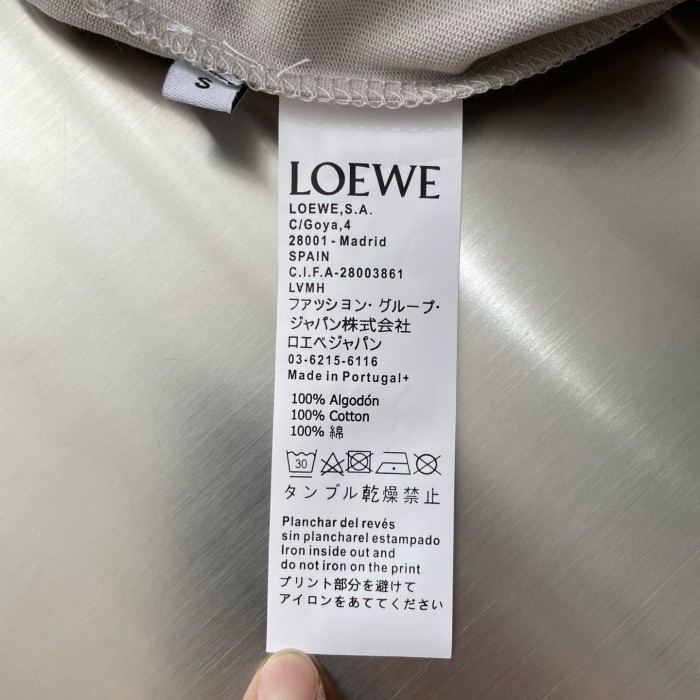 S
LOEWE
LOEWE,S.A.
C/Goya,4
28001 - Madrid
SPAIN
C.I.F.A-28003861
LVMH
ファツション・グループ・
ジャパン株式会社
ロエベジャパン
03-6215-6116
Made in Portugal+
100% Algodón
100% Cotton
100% 綿
30
タンブル乾燥禁止
Planchar del revés
sin plancharel estampado
Iron inside out and
do not iron on the print
プリント部分を避けて
アイロンをあててください